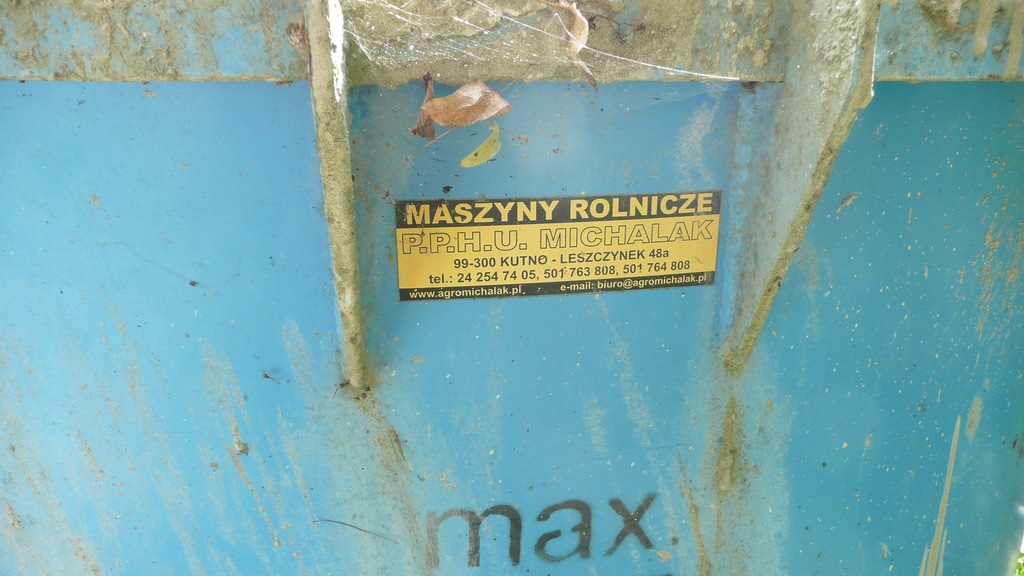 MASZYNY ROLNICZE
P.P.H.U. MICHALAK
99-300 KUTNO - LESZCZYNEK 48a
tel.: 24 254 74 05, 501 763 808, 501 764 808
www.agromichalak.pl e-mail: biuro@agromichalak.pl
max